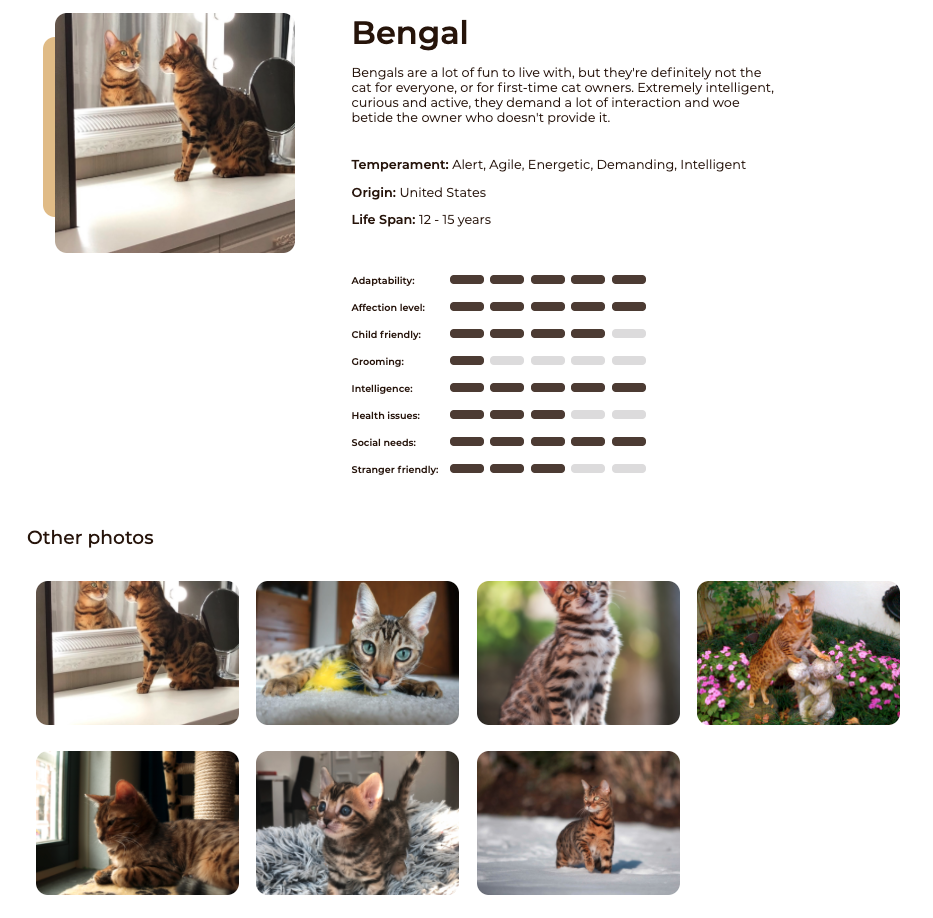 Bengal
Bengals are a lot of fun to live with, but they're definitely not the
cat for everyone, or for first-time cat owners. Extremely intelligent,
curious and active, they demand a lot of interaction and woe
betide the owner who doesn't provide it.
Temperament: Alert, Agile, Energetic, Demanding, Intelligent
Origin: United States
Life Span: 12 - 15 years
Adaptability:
Affection level:
Child friendly:
Grooming:
Intelligence:
Health issues:
Social needs:
Stranger friendly:
Other photos